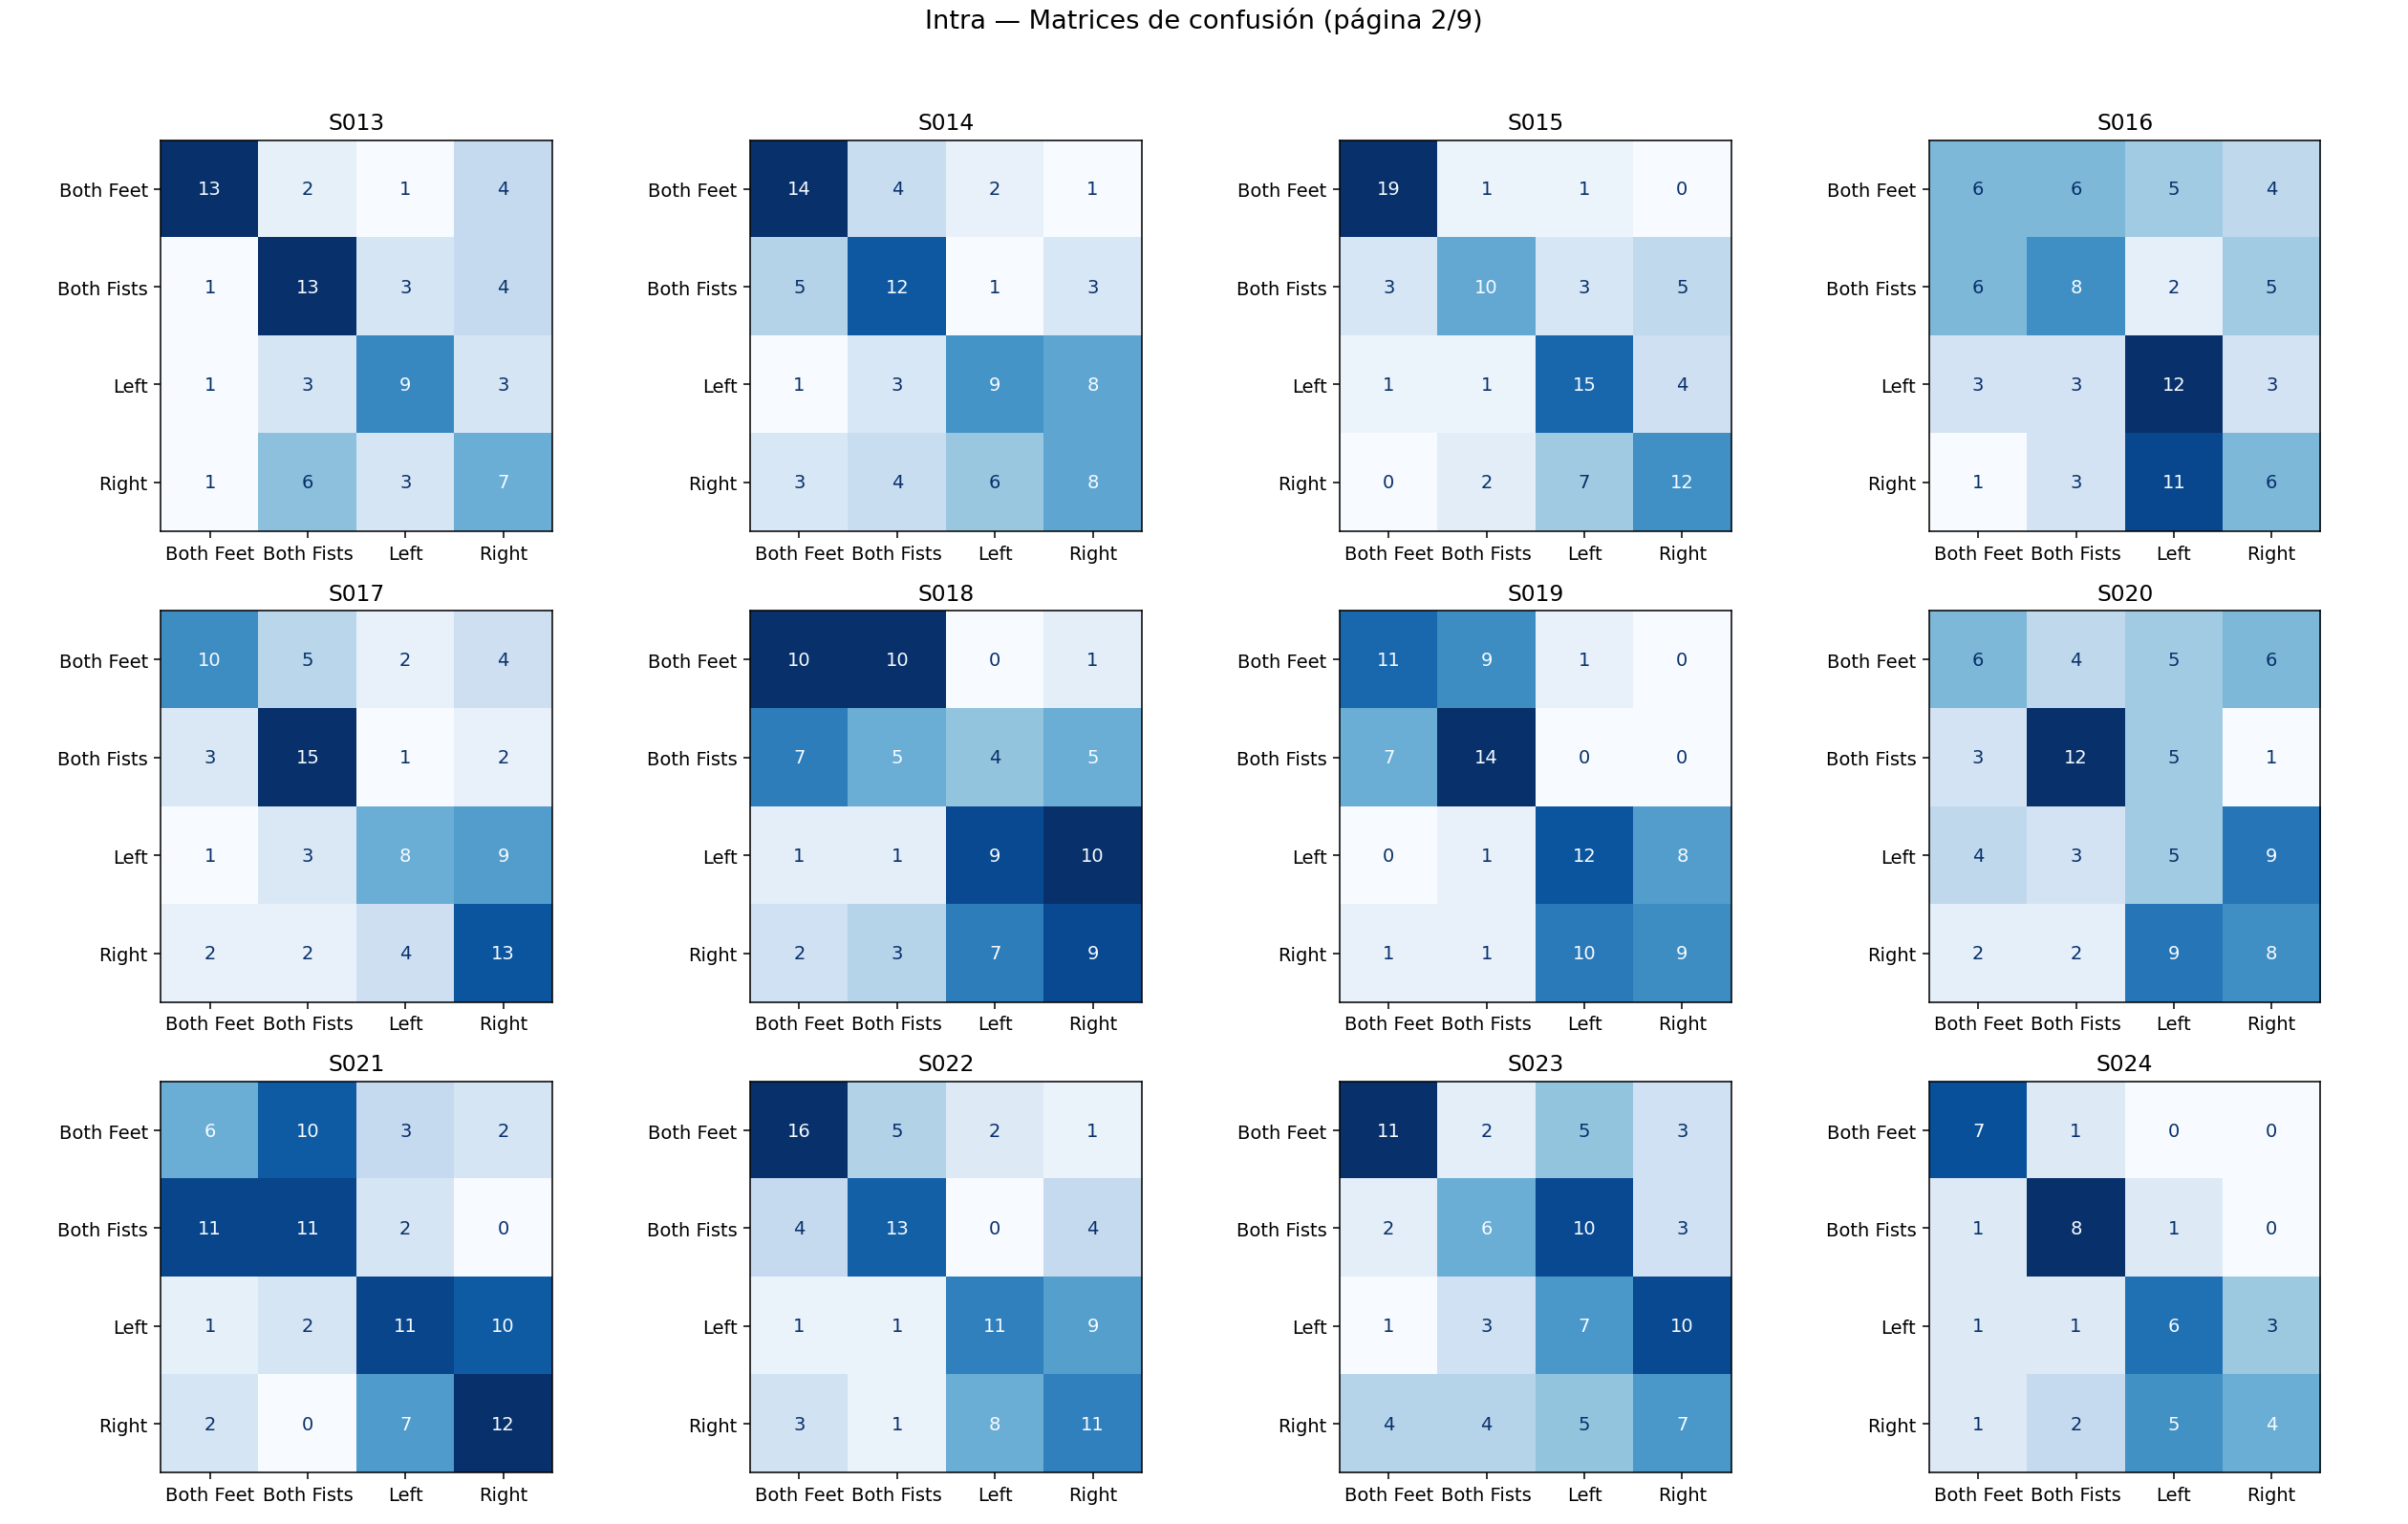 Intra — Matrices de confusión (página 2/9)
S013
Both Feet 13 2 1 4
Both Fists 1 13 3 4
Left 1 3 9 3
Right 1 6 3 7
Both Feet Both Fists Left Right
S014
Both Feet 14 4 2 1
Both Fists 5 12 1 3
Left 1 3 9 8
Right 3 4 6 8
Both Feet Both Fists Left Right
S015
Both Feet 19 1 1 0
Both Fists 3 10 3 5
Left 1 1 15 4
Right 0 2 7 12
Both Feet Both Fists Left Right
S016
Both Feet 6 6 5 4
Both Fists 6 8 2 5
Left 3 3 12 3
Right 1 3 11 6
Both Feet Both Fists Left Right
S017
Both Feet 10 5 2 4
Both Fists 3 15 1 2
Left 1 3 8 9
Right 2 2 4 13
Both Feet Both Fists Left Right
S018
Both Feet 10 10 0 1
Both Fists 7 5 4 5
Left 1 1 9 10
Right 2 3 7 9
Both Feet Both Fists Left Right
S019
Both Feet 11 9 1 0
Both Fists 7 14 0 0
Left 0 1 12 8
Right 1 1 10 9
Both Feet Both Fists Left Right
S020
Both Feet 6 4 5 6
Both Fists 3 12 5 1
Left 4 3 5 9
Right 2 2 9 8
Both Feet Both Fists Left Right
S021
Both Feet 6 10 3 2
Both Fists 11 11 2 0
Left 1 2 11 10
Right 2 0 7 12
Both Feet Both Fists Left Right
S022
Both Feet 16 5 2 1
Both Fists 4 13 0 4
Left 1 1 11 9
Right 3 1 8 11
Both Feet Both Fists Left Right
S023
Both Feet 11 2 5 3
Both Fists 2 6 10 3
Left 1 3 7 10
Right 4 4 5 7
Both Feet Both Fists Left Right
S024
Both Feet 7 1 0 0
Both Fists 1 8 1 0
Left 1 1 6 3
Right 1 2 5 4
Both Feet Both Fists Left Right